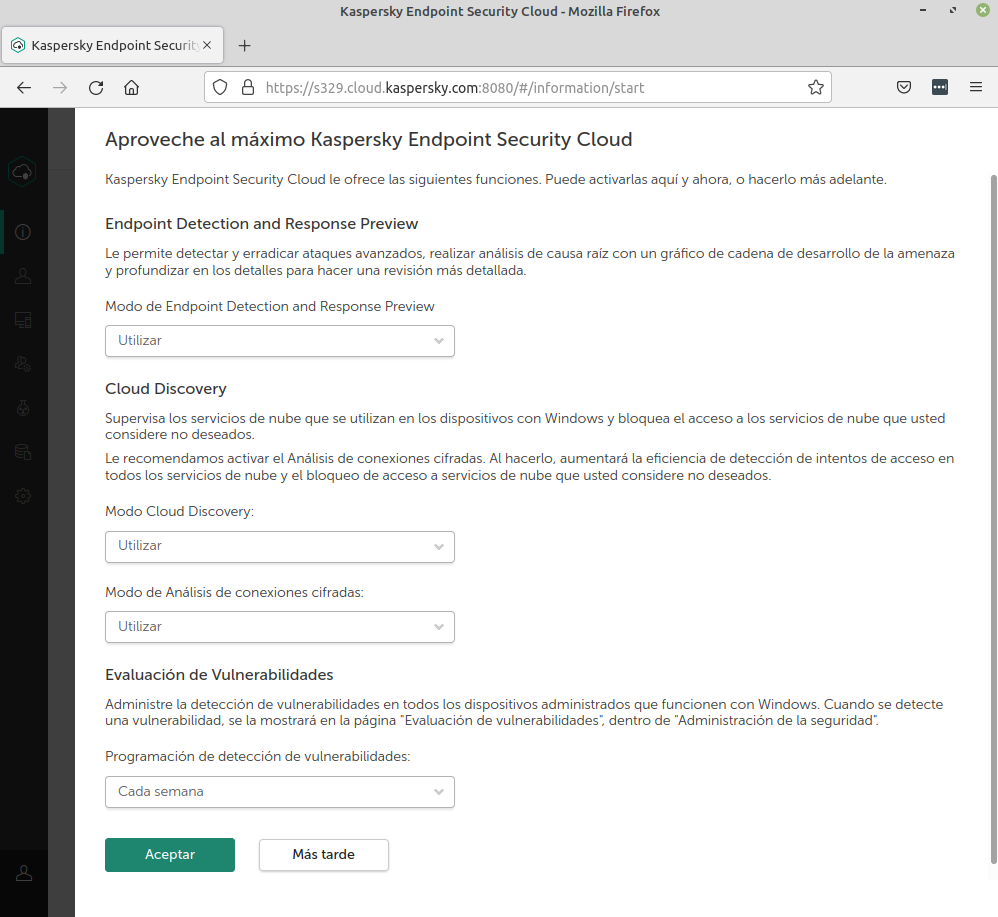 Kaspersky Endpoint Security Cloud - Mozilla Firefox
Kaspersky Endpoint Security
https://s329.cloud.kaspersky.com:8080/#/information/start
Aproveche al máximo Kaspersky Endpoint Security Cloud
Kaspersky Endpoint Security Cloud le ofrece las siguientes funciones. Puede activarlas aquí y ahora, o hacerlo más adelante.
Endpoint Detection and Response Preview
Le permite detectar y erradicar ataques avanzados, realizar análisis de causa raíz con un gráfico de cadena de desarrollo de la amenaza
y profundizar en los detalles para hacer una revisión más detallada.
Modo de Endpoint Detection and Response Preview
Utilizar
Cloud Discovery
Supervisa los servicios de nube que se utilizan en los dispositivos con Windows y bloquea el acceso a los servicios de nube que usted
considere no deseados.
Le recomendamos activar el Análisis de conexiones cifradas. Al hacerlo, aumentará la eficiencia de detección de intentos de acceso en
todos los servicios de nube y el bloqueo de acceso a servicios de nube que usted considere no deseados.
Modo Cloud Discovery:
Utilizar
Modo de Análisis de conexiones cifradas:
Utilizar
Evaluación de Vulnerabilidades
Administre la detección de vulnerabilidades en todos los dispositivos administrados que funcionen con Windows. Cuando se detecte
una vulnerabilidad, se la mostrará en la página "Evaluación de vulnerabilidades", dentro de "Administración de la seguridad".
Programación de detección de vulnerabilidades:
Cada semana
Aceptar
Más tarde